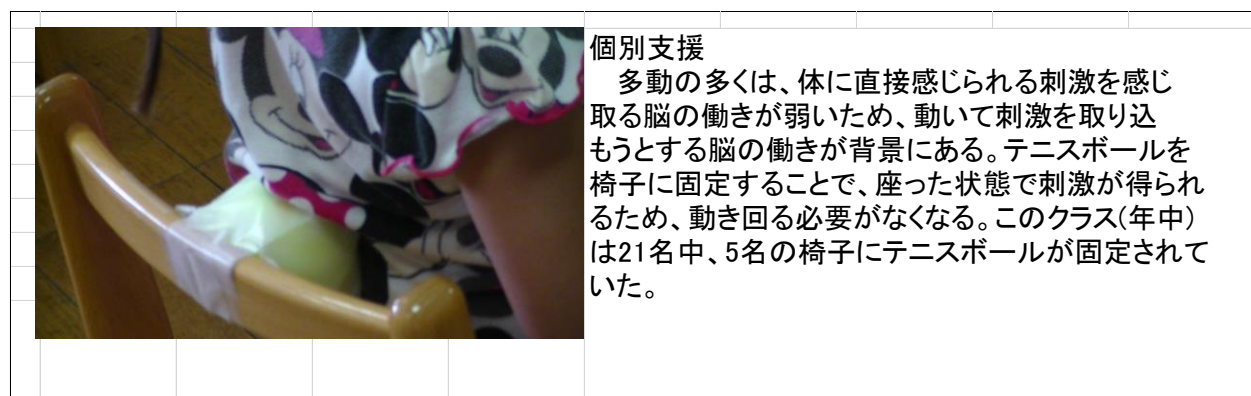 個別支援
　多動の多くは、体に直接感じられる刺激を感じ
取る脳の働きが弱いため、動いて刺激を取り込
もうとする脳の働きが背景にある。テニスボールを
椅子に固定することで、座った状態で刺激が得られ
るため、動き回る必要がなくなる。このクラス(年中)
は21名中、5名の椅子にテニスボールが固定されて
いた。